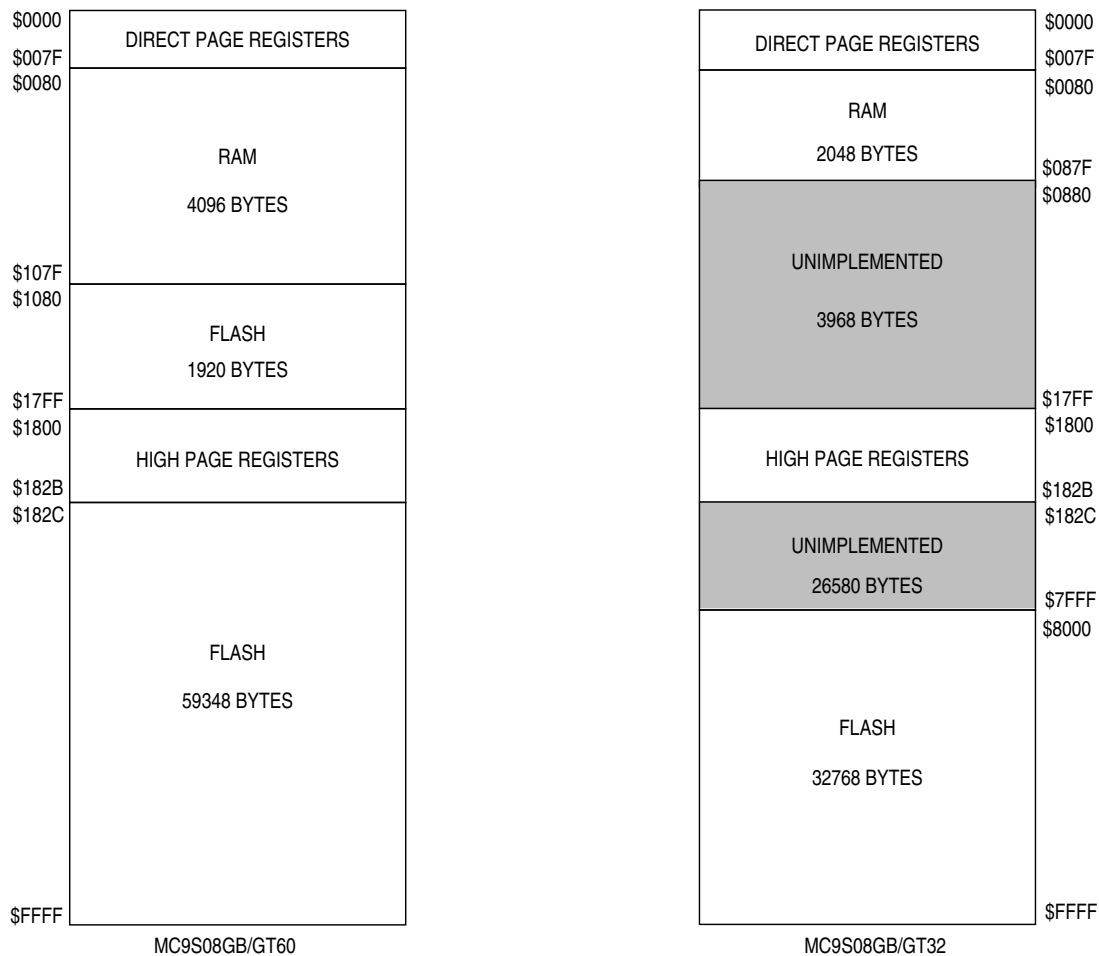 $0000
DIRECT PAGE REGISTERS
$007F
$0080
RAM
4096 BYTES
$107F
$1080
FLASH
1920 BYTES
$17FF
$1800
HIGH PAGE REGISTERS
$182B
$182C
FLASH
59348 BYTES
$FFFF
MC9S08GB/GT60
$0000
DIRECT PAGE REGISTERS
$007F
$0080
RAM
2048 BYTES
$087F
$0880
UNIMPLEMENTED
3968 BYTES
$17FF
$1800
HIGH PAGE REGISTERS
$182B
$182C
UNIMPLEMENTED
26580 BYTES
$7FFF
$8000
FLASH
32768 BYTES
$FFFF
MC9S08GB/GT32